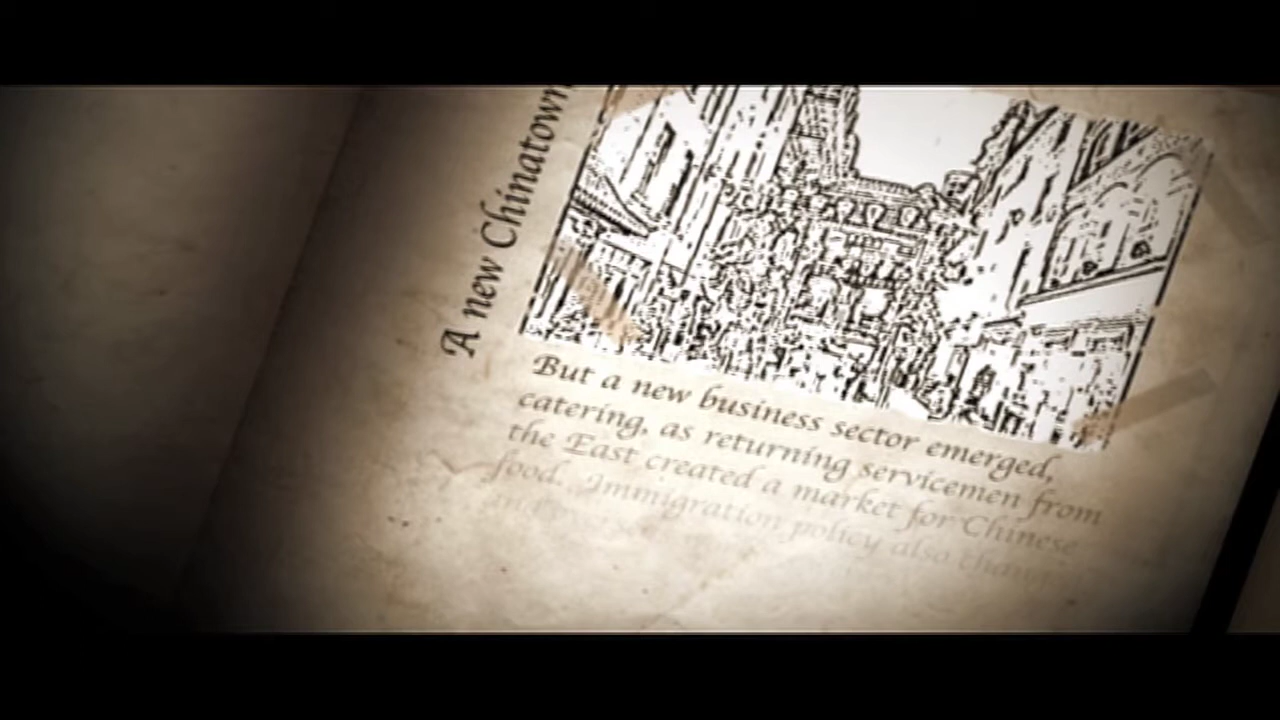 A new Chinatown
But a new business sector emerged,
catering, as returning servicemen from
the East created a market for Chinese
food. Immigration policy also